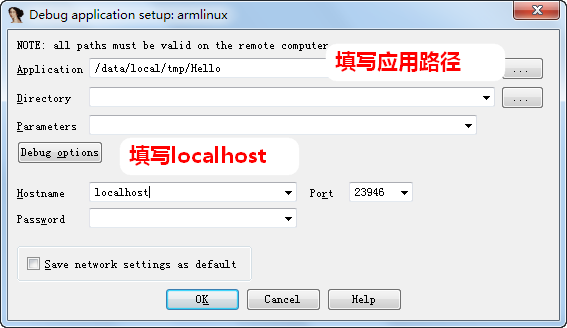 Debug application setup: armlinux
NOTE: all paths must be valid on the remote computer
Application /data/local/tmp/Hello ...
填写应用路径
Directory ...
Parameters
Debug options
填写localhost
Hostname localhost Port 23946
Password
Save network settings as default
OK Cancel Help